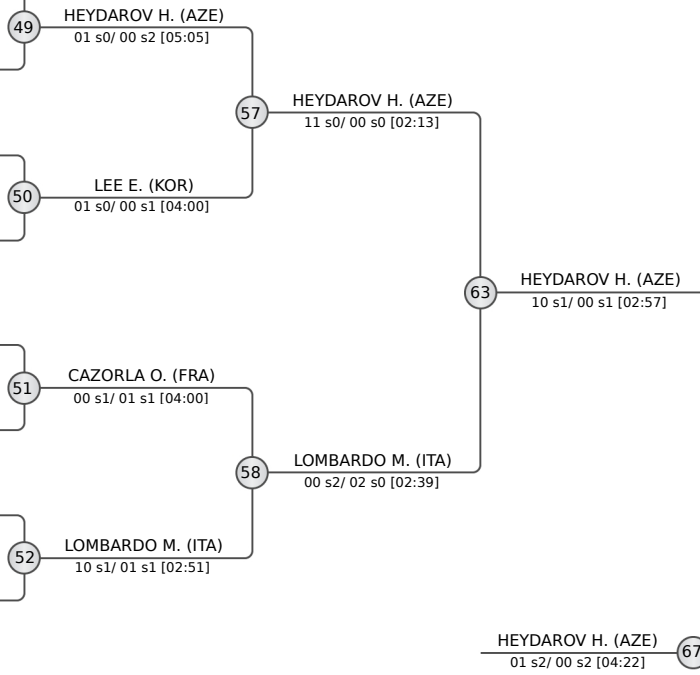 49
HEYDAROV H. (AZE)
01 s0/ 00 s2 [05:05]
57
HEYDAROV H. (AZE)
11 s0/ 00 s0 [02:13]
50
LEE E. (KOR)
01 s0/ 00 s1 [04:00]
63
HEYDAROV H. (AZE)
10 s1/ 00 s1 [02:57]
51
CAZORLA O. (FRA)
00 s1/ 01 s1 [04:00]
58
LOMBARDO M. (ITA)
00 s2/ 02 s0 [02:39]
52
LOMBARDO M. (ITA)
10 s1/ 01 s1 [02:51]
HEYDAROV H. (AZE)
01 s2/ 00 s2 [04:22]
67